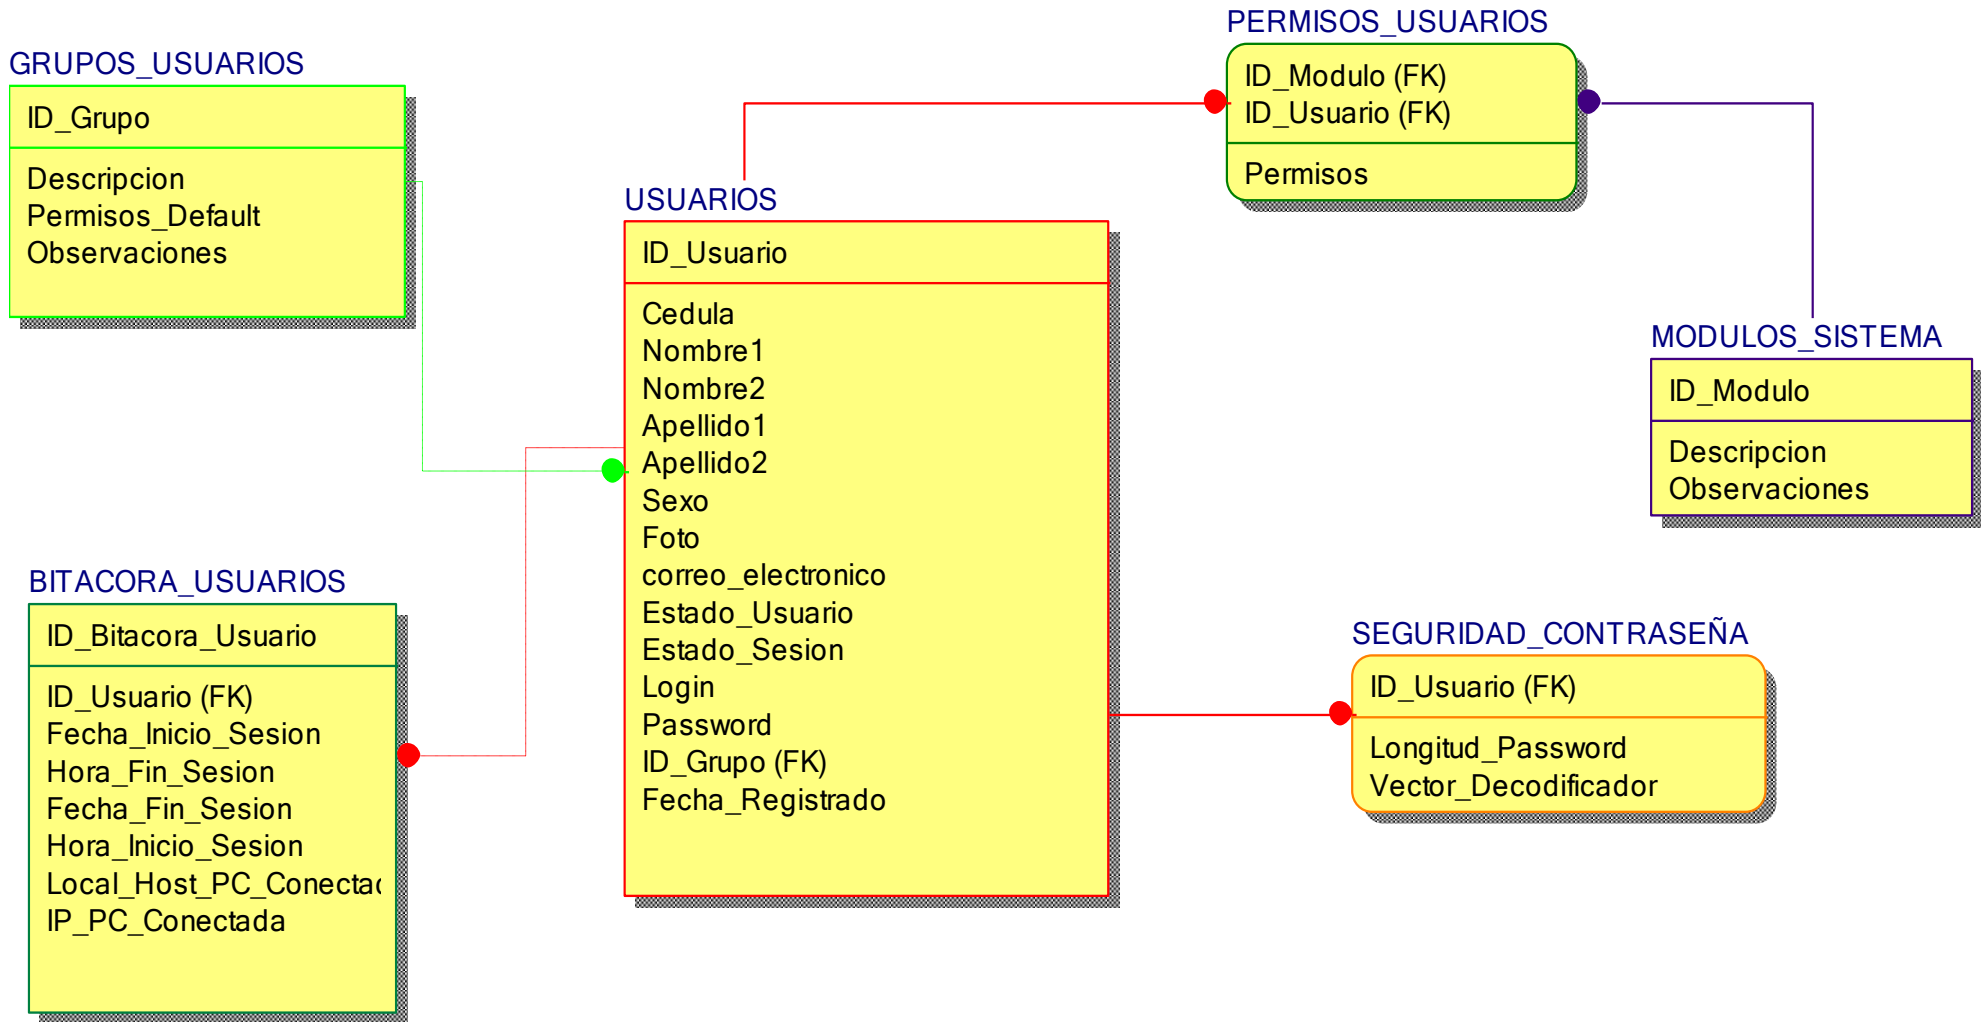 GRUPOS_USUARIOS
ID_Grupo
Descripcion
Permisos_Default
Observaciones
PERMISOS_USUARIOS
ID_Modulo (FK)
ID_Usuario (FK)
Permisos
USUARIOS
ID_Usuario
Cedula
Nombre1
Nombre2
Apellido1
Apellido2
Sexo
Foto
correo_electronico
Estado_Usuario
Estado_Sesion
Login
Password
ID_Grupo (FK)
Fecha_Registrado
MODULOS_SISTEMA
ID_Modulo
Descripcion
Observaciones
BITACORA_USUARIOS
ID_Bitacora_Usuario
ID_Usuario (FK)
Fecha_Inicio_Sesion
Hora_Fin_Sesion
Fecha_Fin_Sesion
Hora_Inicio_Sesion
Local_Host_PC_Conectac
IP_PC_Conectada
SEGURIDAD_CONTRASEÑA
ID_Usuario (FK)
Longitud_Password
Vector_Decodificador